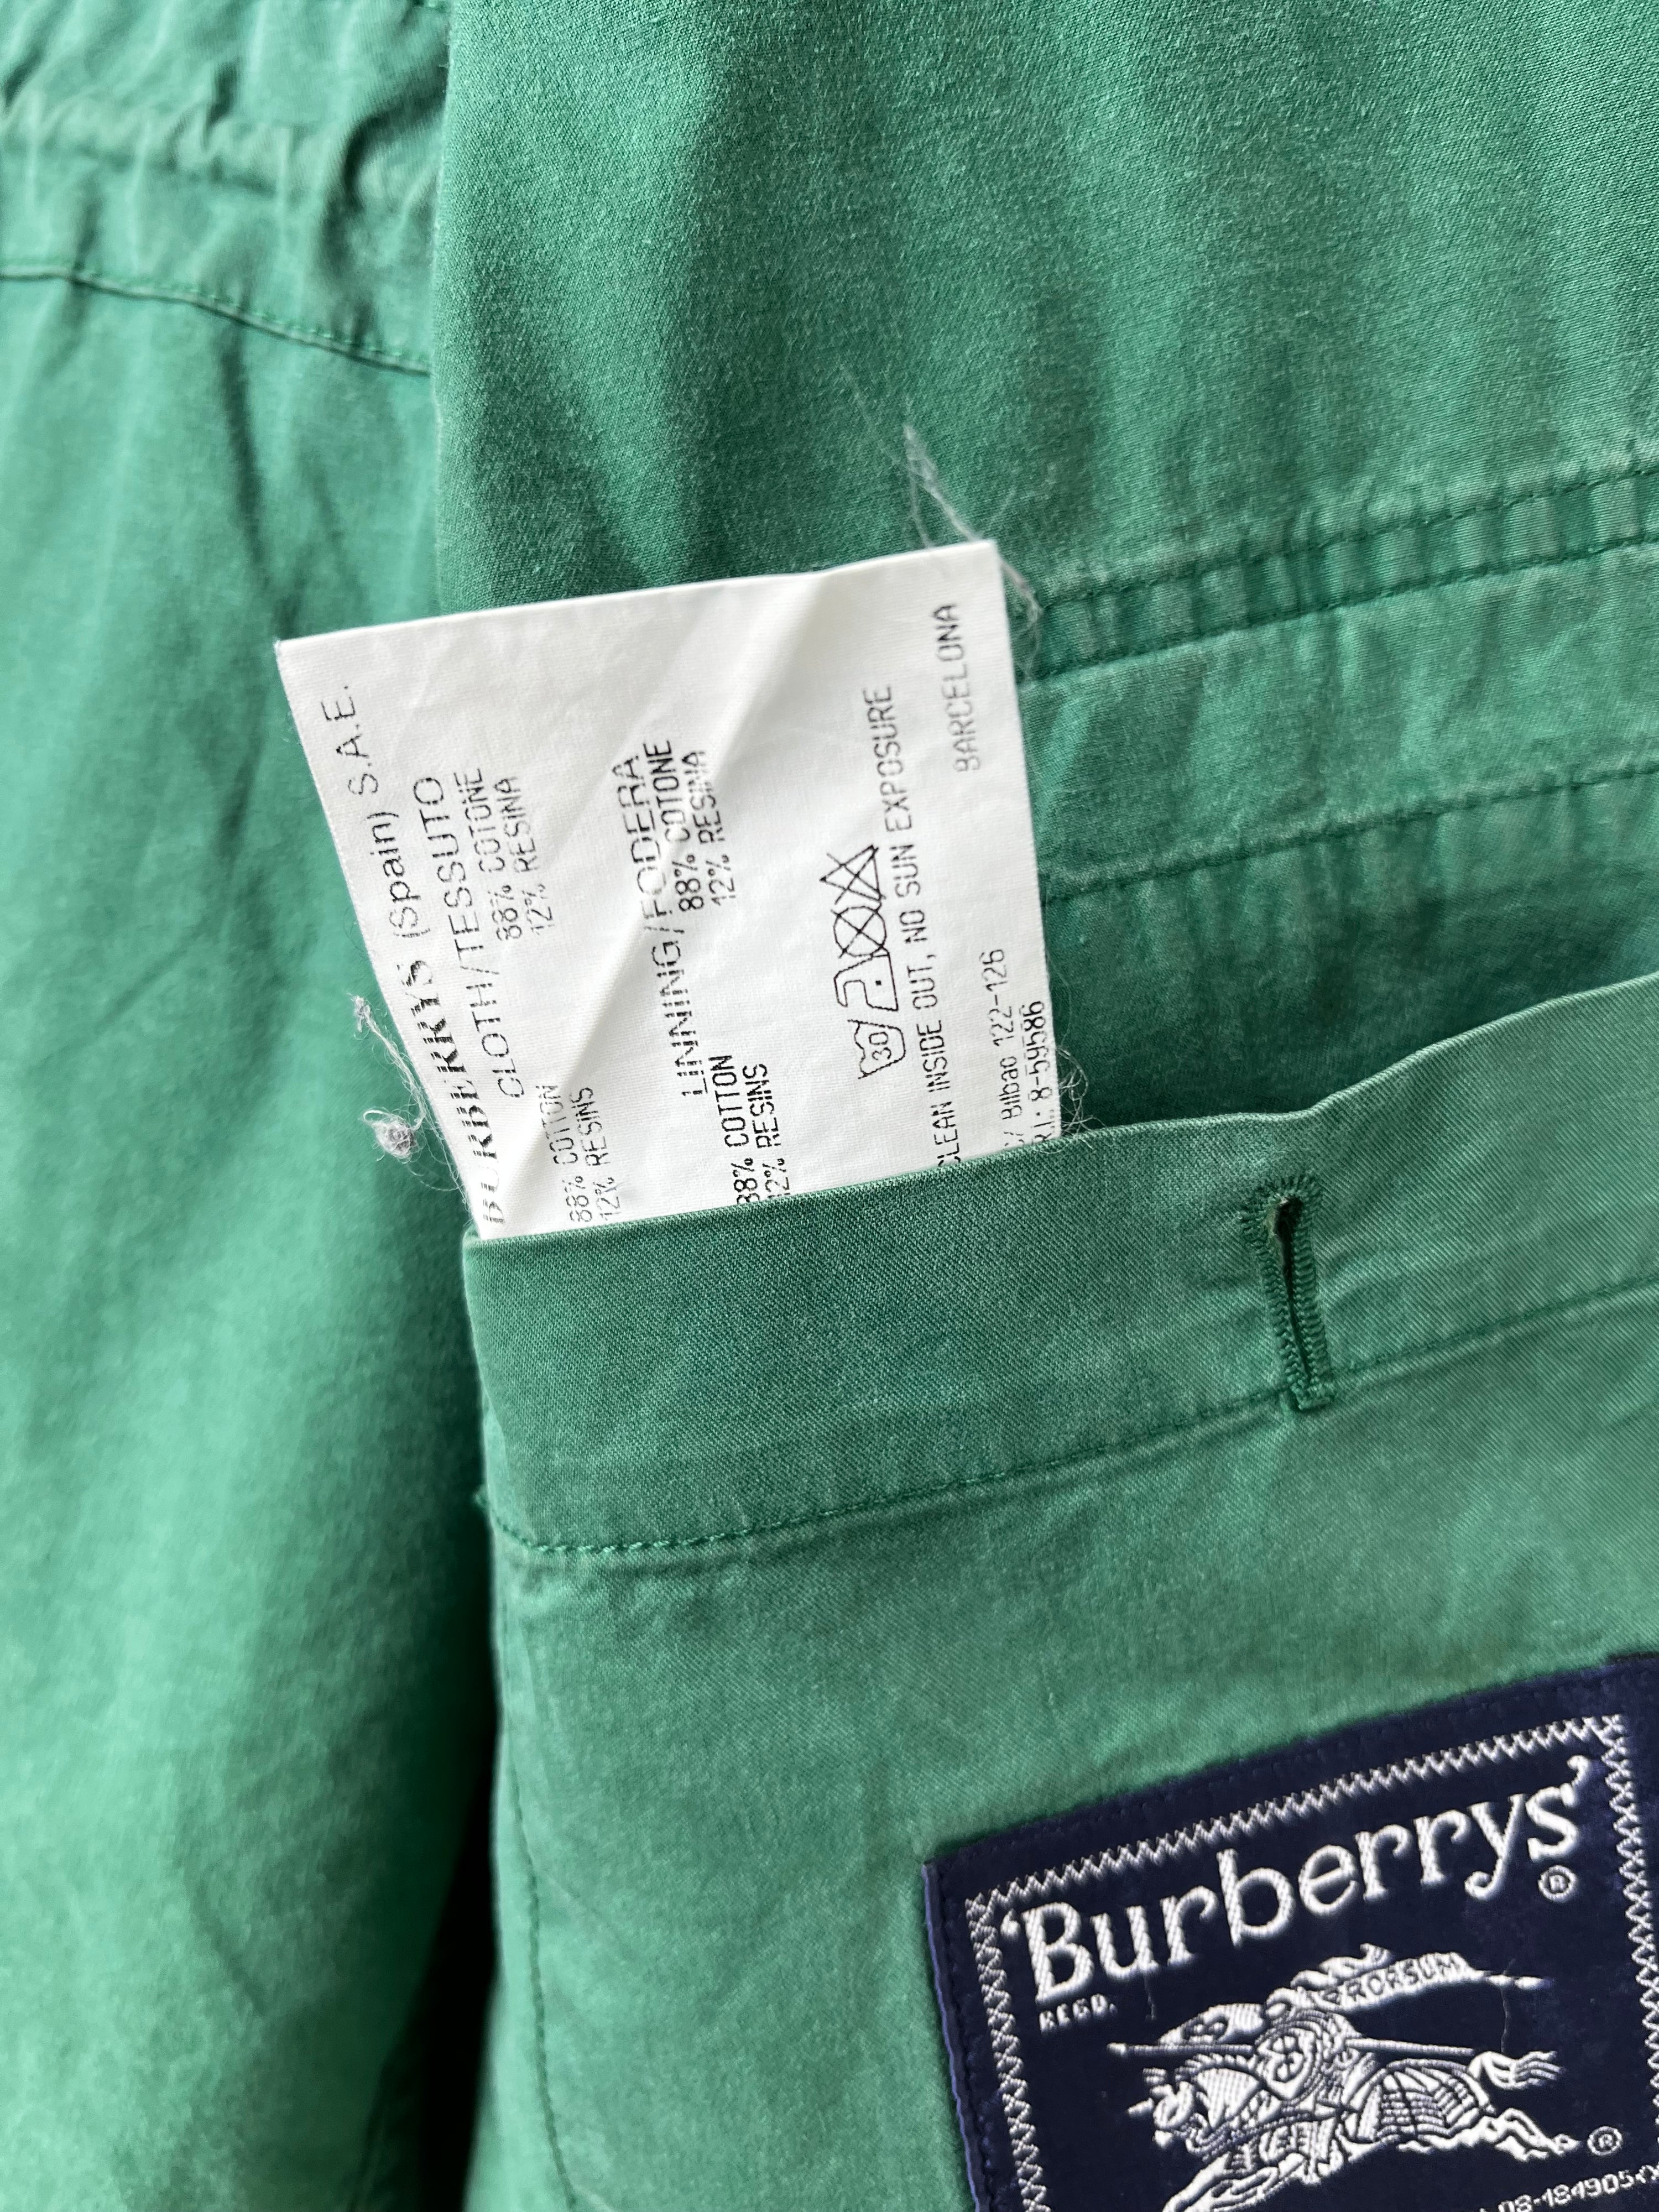 BURBERRYS (Spain) S.A.E.
CLOTH/TESSUTO
88% COTTON 88% COTONE
12% RESINS 12% RESINA
LINNING/FODERA
88% COTTON 88% COTONE
12% RESINS 12% RESINA
30
CLEAN INSIDE OUT, NO SUN EXPOSURE
C/ Bilbao 122-126 BARCELONA
R.I.: 8-59586
'Burberrys'®
REGD.
PRORSUM
®
08-184905